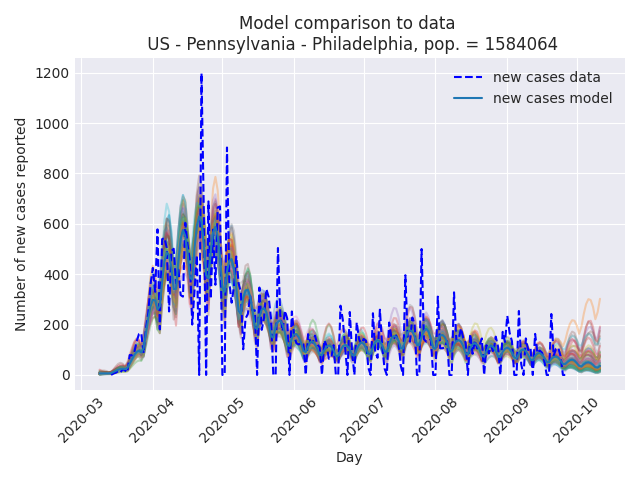 Model comparison to data
US - Pennsylvania - Philadelphia, pop. = 1584064
Number of new cases reported
1200
1000
800
600
400
200
0
new cases data
new cases model
2020-03
2020-04
2020-05
2020-06
2020-07
2020-08
2020-09
2020-10
Day